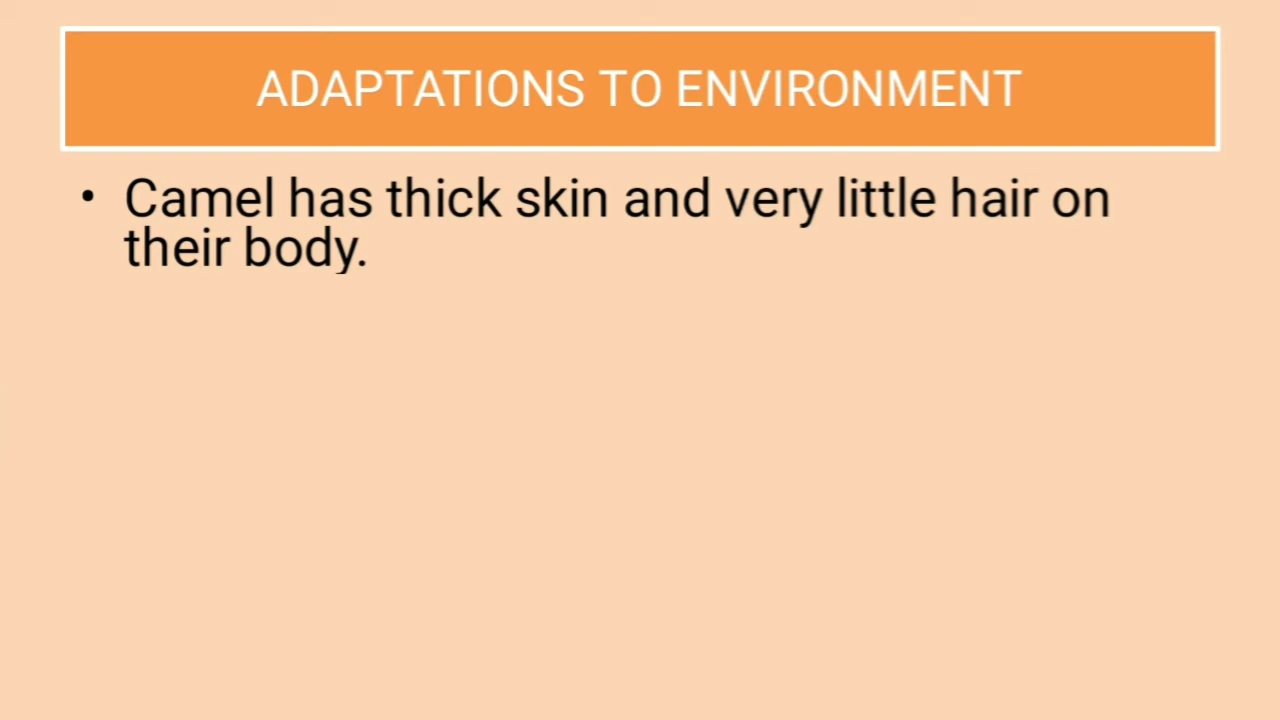 ADAPTATIONS TO ENVIRONMENT
• Camel has thick skin and very little hair on
their body.